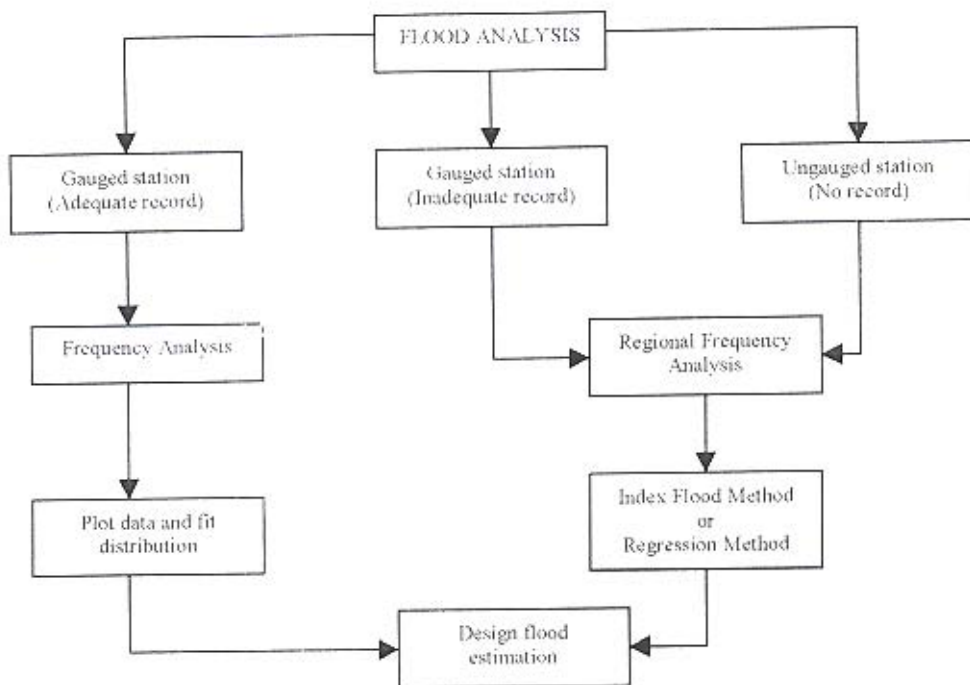 FLOOD ANALYSIS
Gauged station
(Adequate record)
Gauged station
(Inadequate record)
Ungauged station
(No record)
Frequency Analysis
Regional Frequency
Analysis
Plot data and fit
distribution
Index Flood Method
or
Regression Method
Design flood
estimation